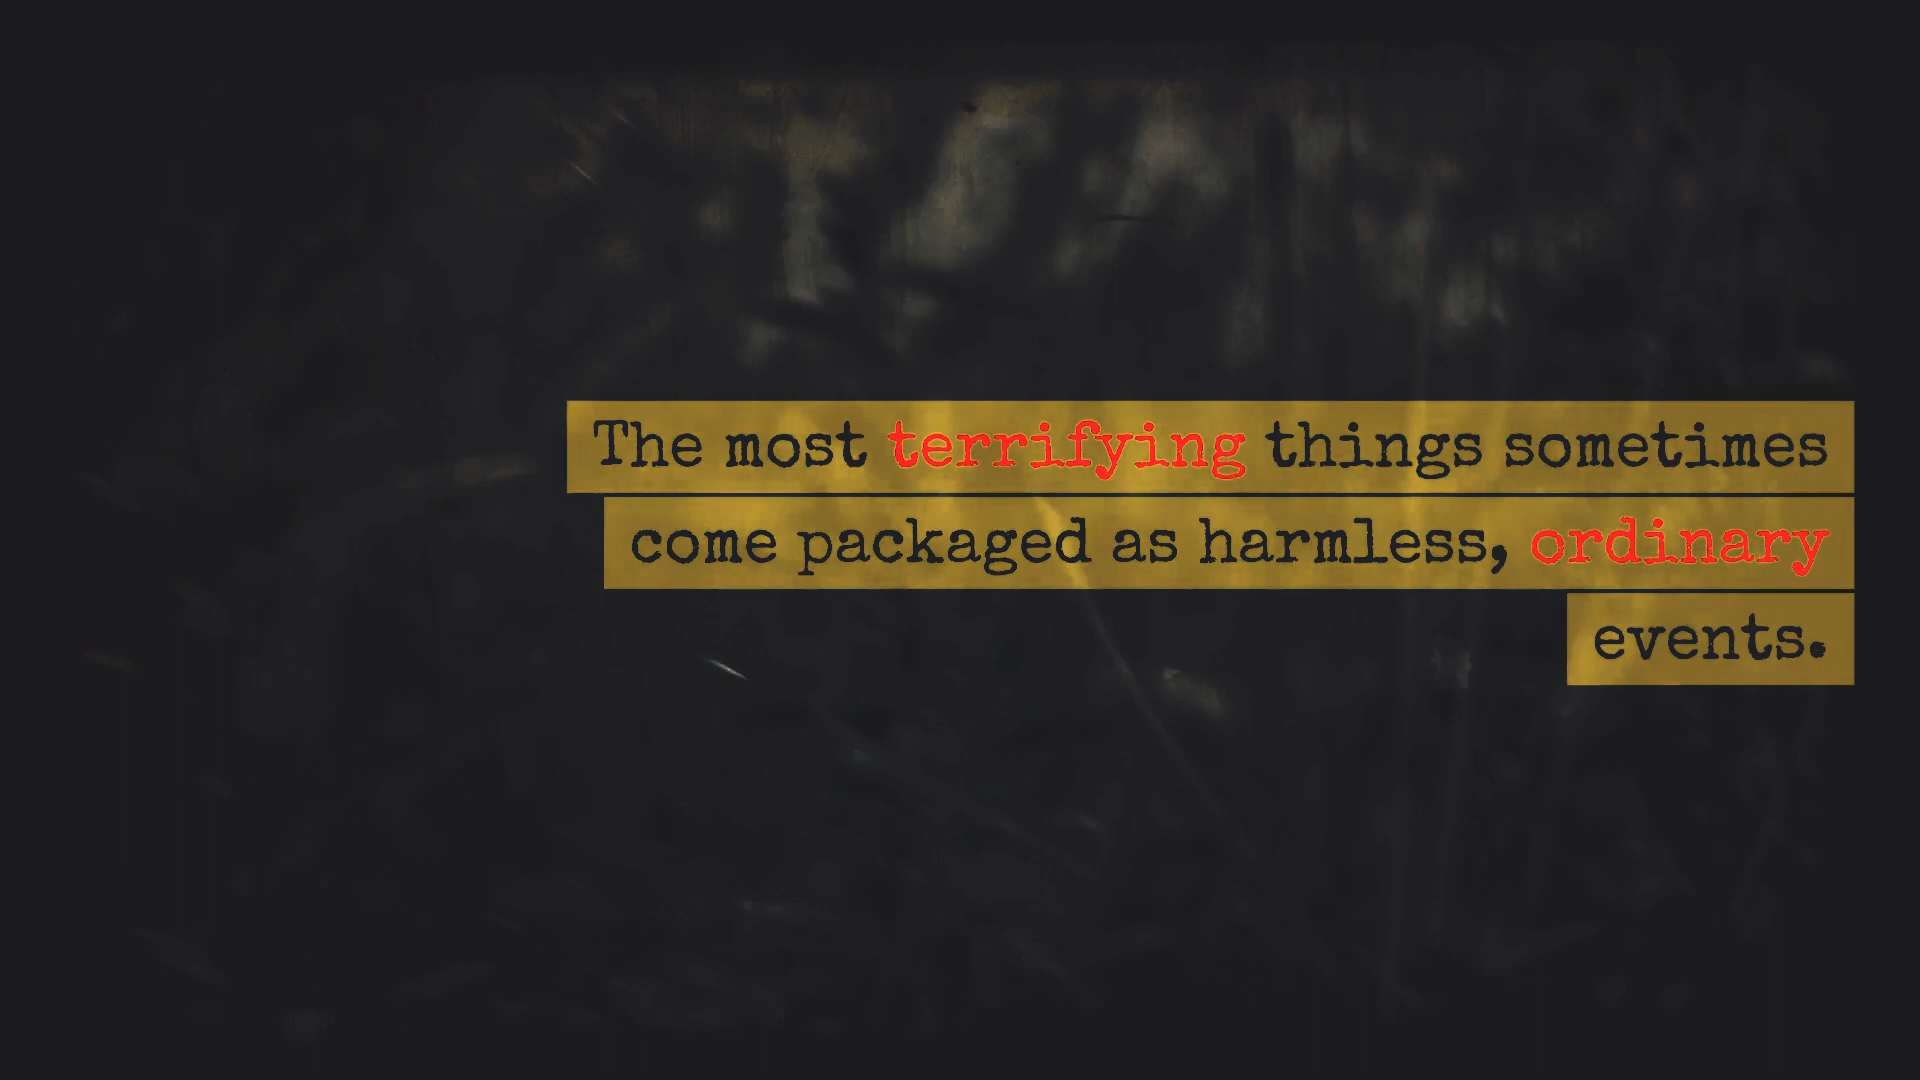 The most terrifying things sometimes
come packaged as harmless, ordinary
events.